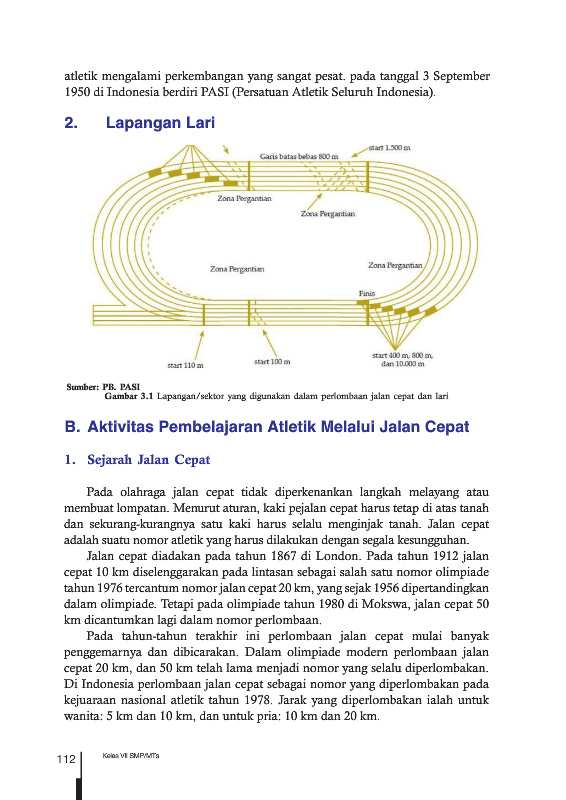 atletik mengalami perkembangan yang sangat pesat. pada tanggal 3 September
1950 di Indonesia berdiri PASI (Persatuan Atletik Seluruh Indonesia).
2. Lapangan Lari
start 1.500 m
Garis batas bebas 800 m
Zona Pergantian
Zona Pergantian
Zona Pergantian
Zona Pergantian
Finis
start 110 m
start 100 m
start 400 m, 800 m,
dan 10.000 m
Sumber: PB. PASI
Gambar 3.1 Lapangan/sektor yang digunakan dalam perlombaan jalan cepat dan lari
B. Aktivitas Pembelajaran Atletik Melalui Jalan Cepat
1. Sejarah Jalan Cepat
Pada olahraga jalan cepat tidak diperkenankan langkah melayang atau
membuat lompatan. Menurut aturan, kaki pejalan cepat harus tetap di atas tanah
dan sekurang-kurangnya satu kaki harus selalu menginjak tanah. Jalan cepat
adalah suatu nomor atletik yang harus dilakukan dengan segala kesungguhan.
Jalan cepat diadakan pada tahun 1867 di London. Pada tahun 1912 jalan
cepat 10 km diselenggarakan pada lintasan sebagai salah satu nomor olimpiade
tahun 1976 tercantum nomor jalan cepat 20 km, yang sejak 1956 dipertandingkan
dalam olimpiade. Tetapi pada olimpiade tahun 1980 di Mokswa, jalan cepat 50
km dicantumkan lagi dalam nomor perlombaan.
Pada tahun-tahun terakhir ini perlombaan jalan cepat mulai banyak
penggemarnya dan dibicarakan. Dalam olimpiade modern perlombaan jalan
cepat 20 km, dan 50 km telah lama menjadi nomor yang selalu diperlombakan.
Di Indonesia perlombaan jalan cepat sebagai nomor yang diperlombakan pada
kejuaraan nasional atletik tahun 1978. Jarak yang diperlombakan ialah untuk
wanita: 5 km dan 10 km, dan untuk pria: 10 km dan 20 km.
112
Kelas VII SMP/MTs